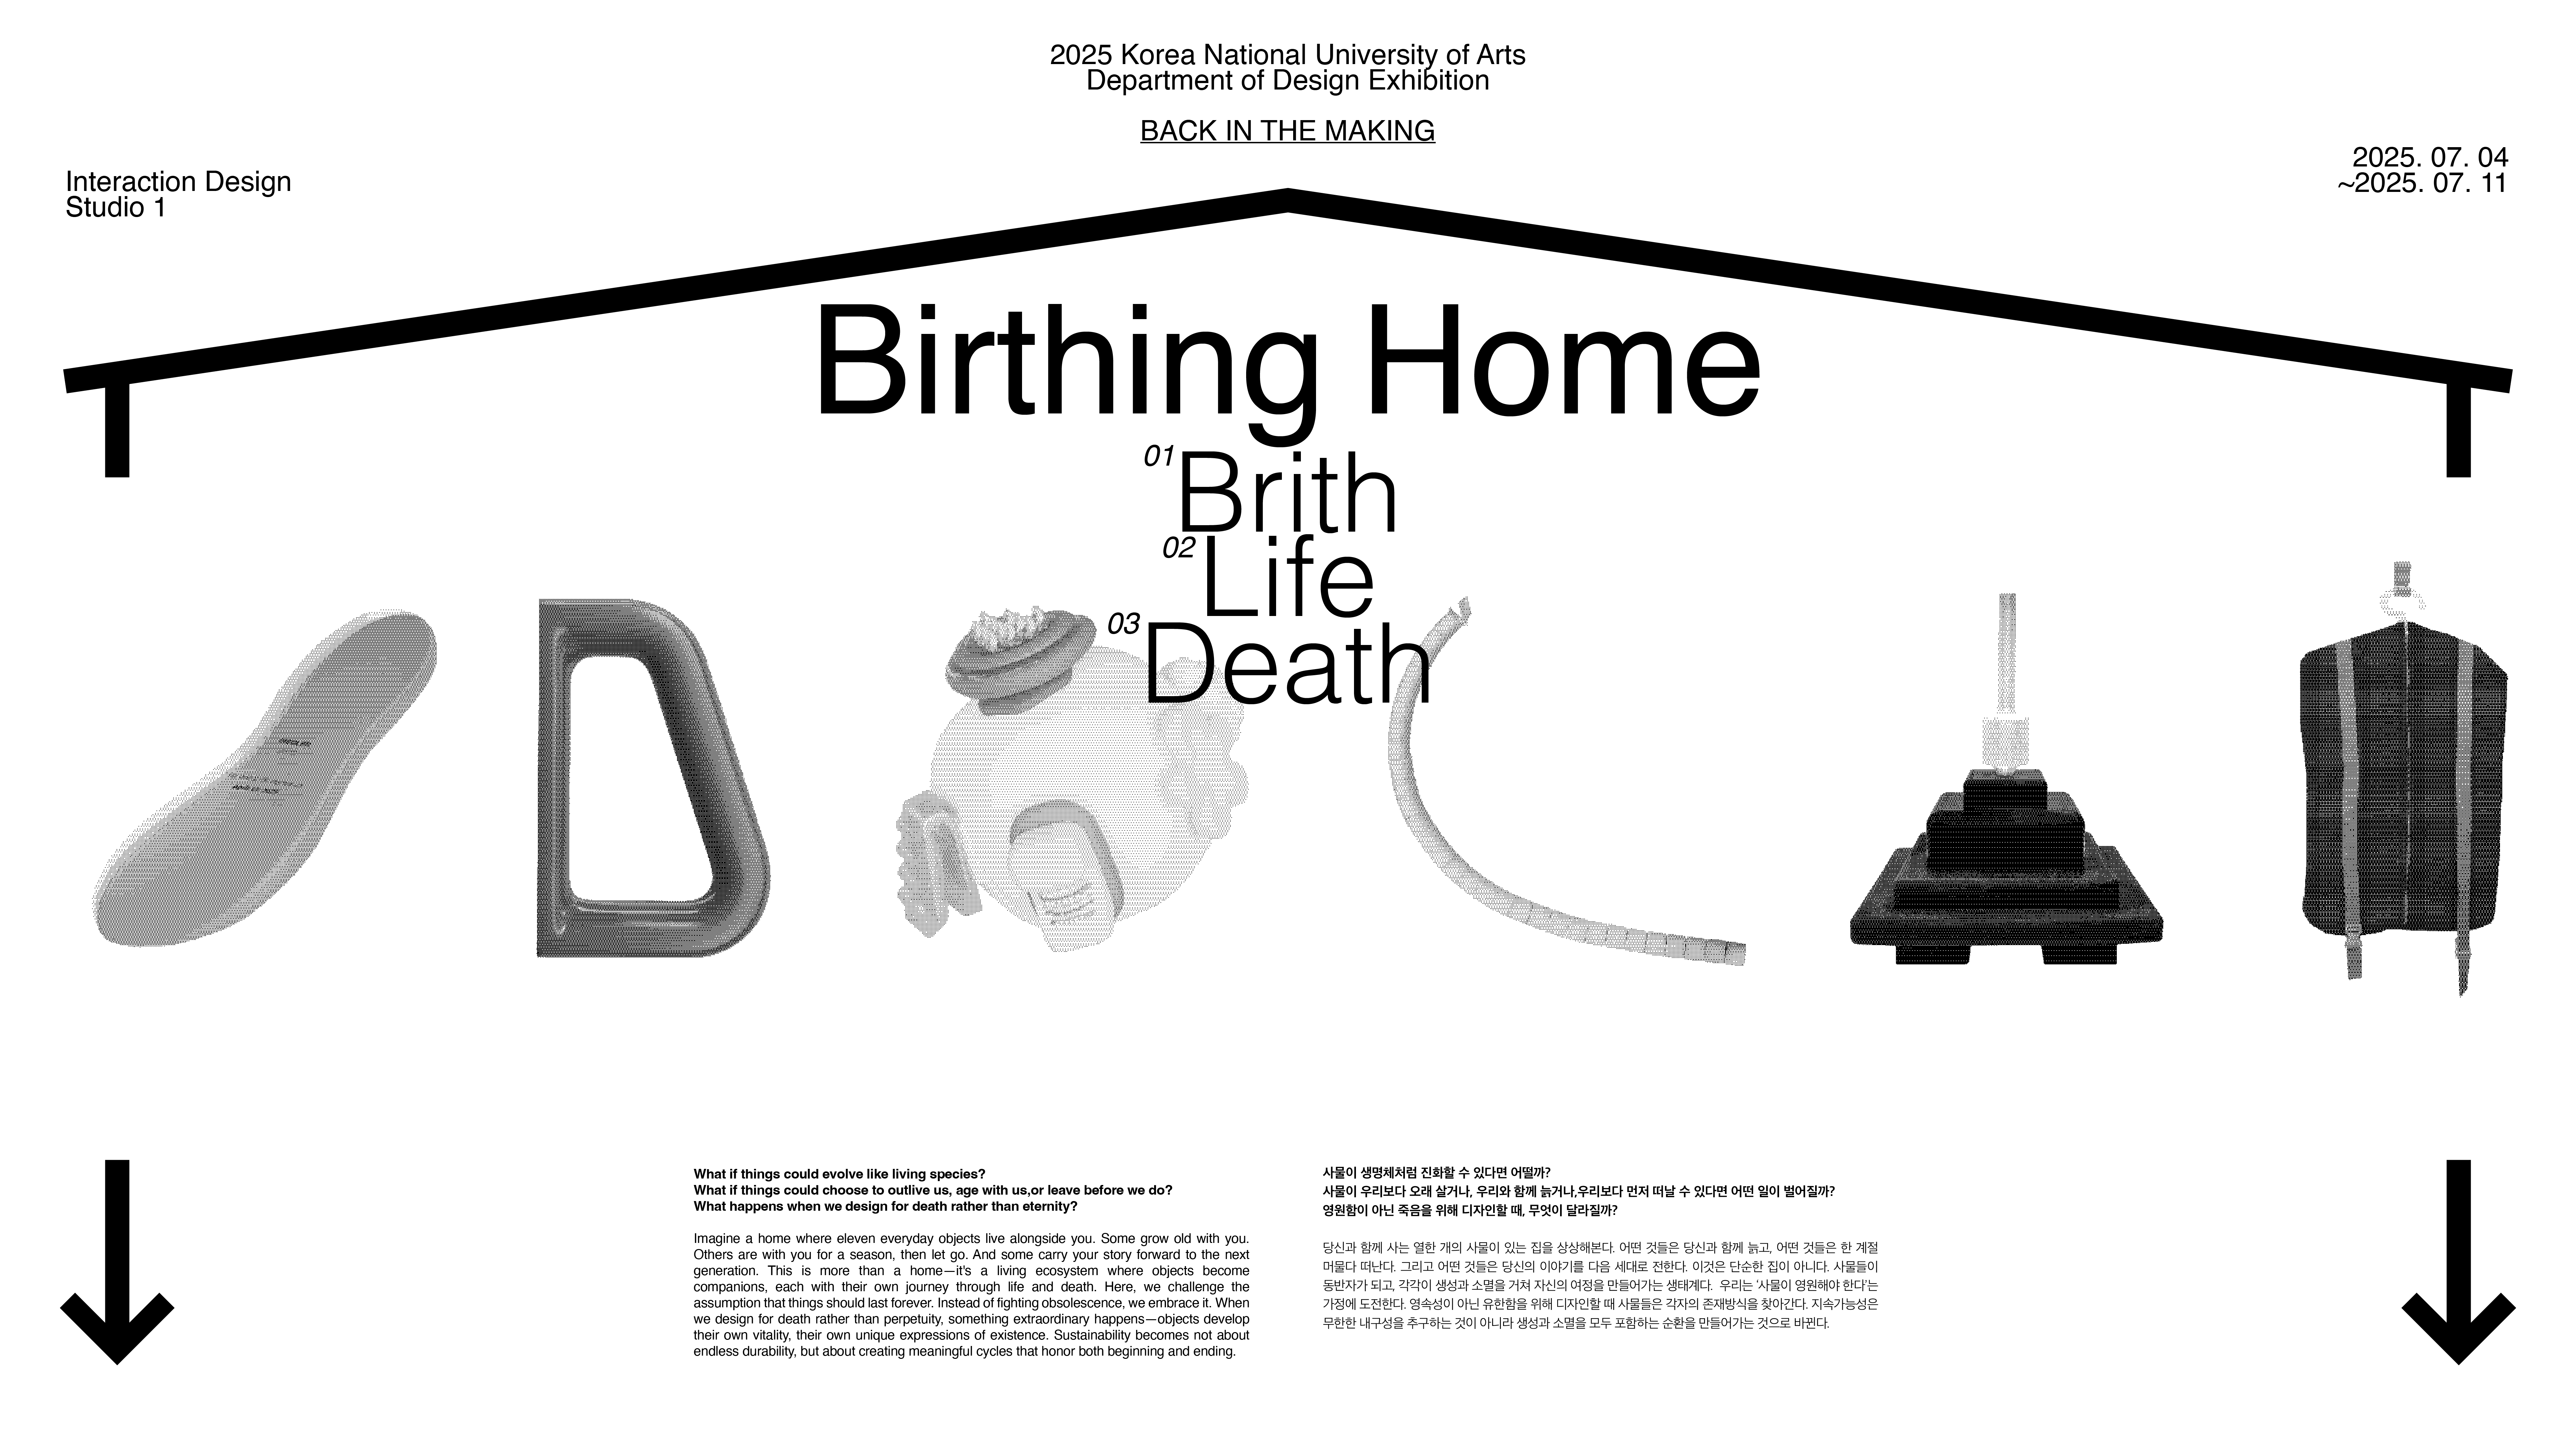 2025 Korea National University of Arts
Department of Design Exhibition
BACK IN THE MAKING
Interaction Design
Studio 1
2025. 07. 04
~2025. 07. 11
Birthing Home
01 Brith
02 Life
03 Death
What if things could evolve like living species?
What if things could choose to outlive us, age with us,or leave before we do?
What happens when we design for death rather than eternity?
Imagine a home where eleven everyday objects live alongside you. Some grow old with you.
Others are with you for a season, then let go. And some carry your story forward to the next
generation. This is more than a home—it's a living ecosystem where objects become
companions, each with their own journey through life and death. Here, we challenge the
assumption that things should last forever. Instead of fighting obsolescence, we embrace it. When
we design for death rather than perpetuity, something extraordinary happens—objects develop
their own vitality, their own unique expressions of existence. Sustainability becomes not about
endless durability, but about creating meaningful cycles that honor both beginning and ending.
사물이 생명체처럼 진화할 수 있다면 어떨까?
사물이 우리보다 오래 살거나, 우리와 함께 늙거나,우리보다 먼저 떠날 수 있다면 어떤 일이 벌어질까?
영원함이 아닌 죽음을 위해 디자인할 때, 무엇이 달라질까?
당신과 함께 사는 열한 개의 사물이 있는 집을 상상해본다. 어떤 것들은 당신과 함께 늙고, 어떤 것들은 한 계절
머물다 떠난다. 그리고 어떤 것들은 당신의 이야기를 다음 세대로 전한다. 이것은 단순한 집이 아니다. 사물들이
동반자가 되고, 각각이 생성과 소멸을 거쳐 자신의 여정을 만들어가는 생태계다. 우리는 '사물이 영원해야 한다'는
가정에 도전한다. 영속성이 아닌 유한함을 위해 디자인할 때 사물들은 각자의 존재방식을 찾아간다. 지속가능성은
무한한 내구성을 추구하는 것이 아니라 생성과 소멸을 모두 포함하는 순환을 만들어가는 것으로 바뀐다.